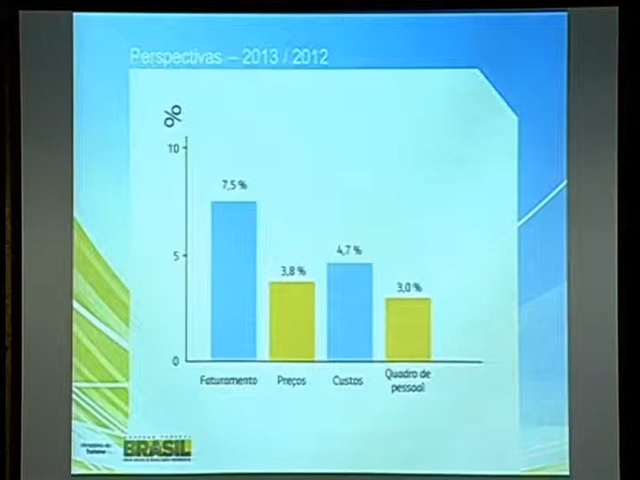 Perspectivas – 2013 / 2012
%
10
7,5 %
5
4,7 %
3,8 %
3,0 %
0
Faturamento
Preços
Custos
Quadro de
pessoal
Turismo
BRASIL